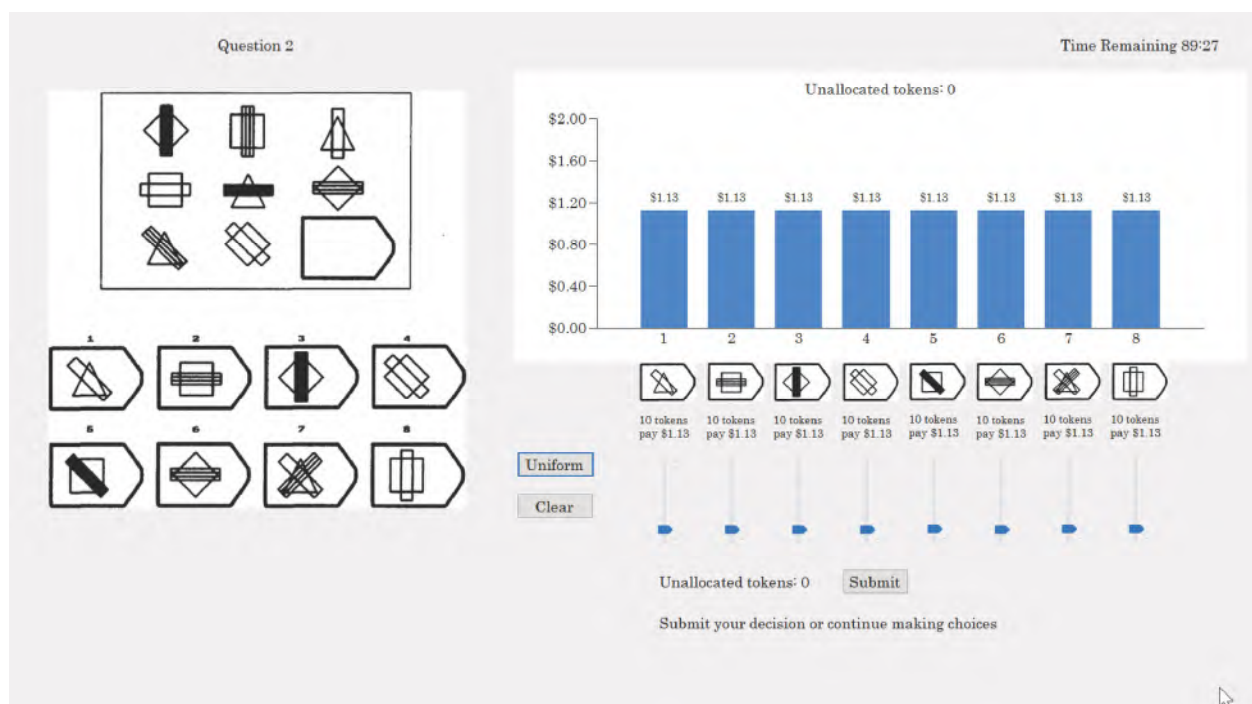 Question 2
Time Remaining 89:27
Unallocated tokens: 0
$2.00
$1.60
$1.20
$0.80
$0.40
$0.00
$1.13 $1.13 $1.13 $1.13 $1.13 $1.13 $1.13 $1.13
1 2 3 4 5 6 7 8
1 2 3 4
5 6 7 8
10 tokens 10 tokens 10 tokens 10 tokens 10 tokens 10 tokens 10 tokens 10 tokens
pay $1.13 pay $1.13 pay $1.13 pay $1.13 pay $1.13 pay $1.13 pay $1.13 pay $1.13
Uniform
Clear
Unallocated tokens: 0 Submit
Submit your decision or continue making choices